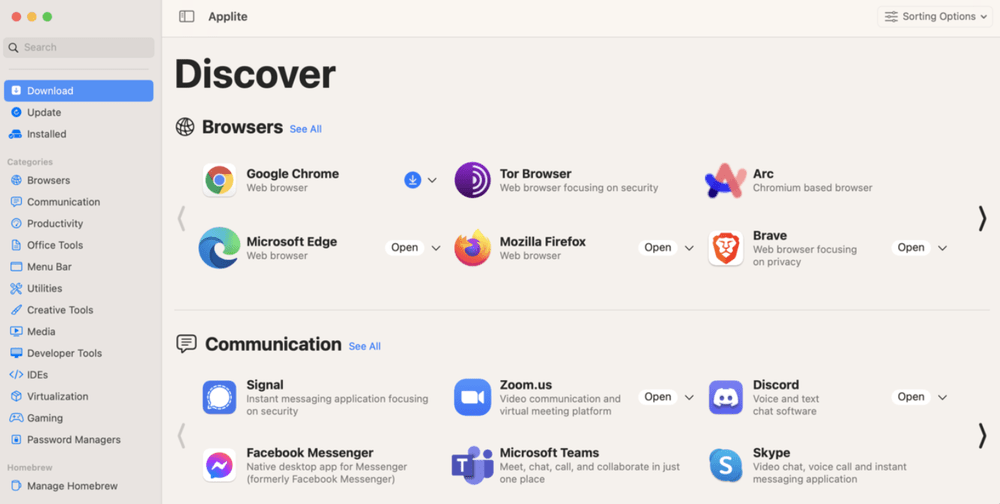 Applite
Sorting Options
Search
Download
Update
Installed
Categories
Browsers
Communication
Productivity
Office Tools
Menu Bar
Utilities
Creative Tools
Media
Developer Tools
IDEs
Virtualization
Gaming
Password Managers
Homebrew
Manage Homebrew
Discover
Browsers See All
Google Chrome
Web browser
Tor Browser
Web browser focusing on security
Arc
Chromium based browser
Microsoft Edge
Web browser
Open
Mozilla Firefox
Web browser
Open
Brave
Web browser focusing
on privacy
Open
Communication See All
Signal
Instant messaging application focusing
on security
Zoom.us
Video communication and
virtual meeting platform
Open
Discord
Voice and text
chat software
Open
Facebook Messenger
Native desktop app for Messenger
(formerly Facebook Messenger)
Microsoft Teams
Meet, chat, call, and collaborate in just
one place
Skype
Video chat, voice call and instant
messaging application